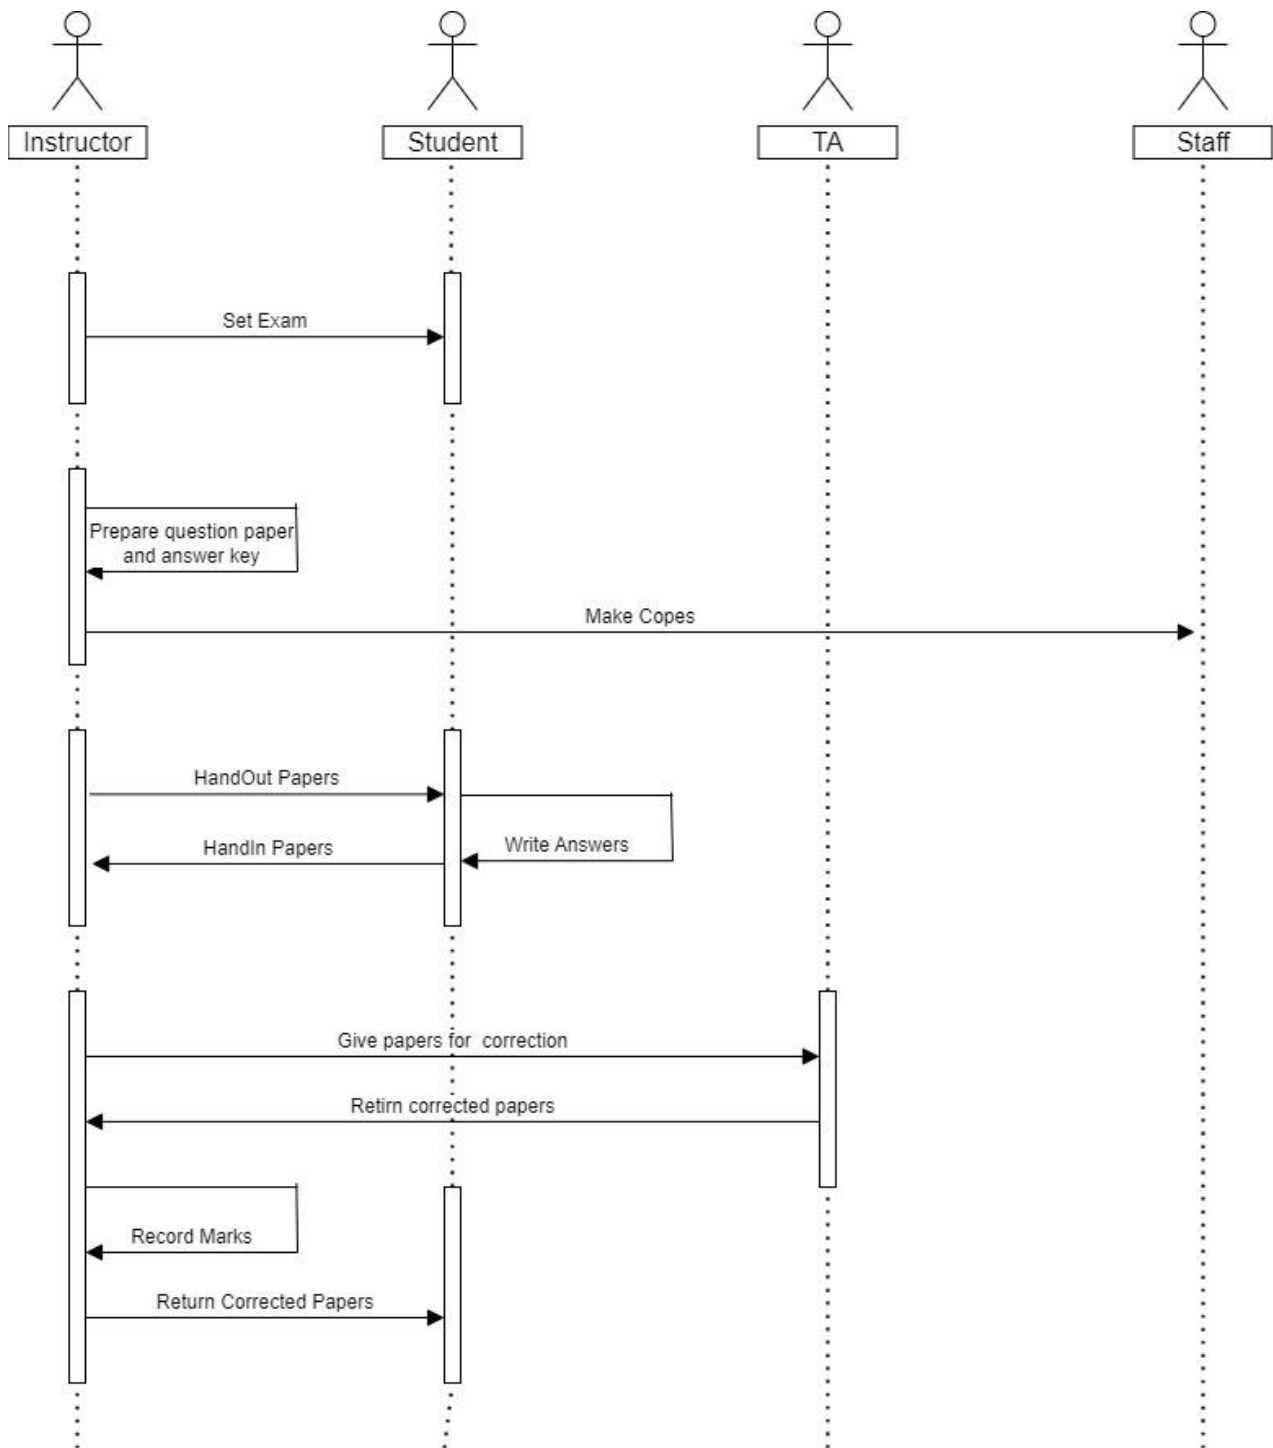 Instructor
Student
TA
Staff
Set Exam
Prepare question paper
and answer key
Make Copes
HandOut Papers
Write Answers
HandIn Papers
Give papers for correction
Retirn corrected papers
Record Marks
Return Corrected Papers